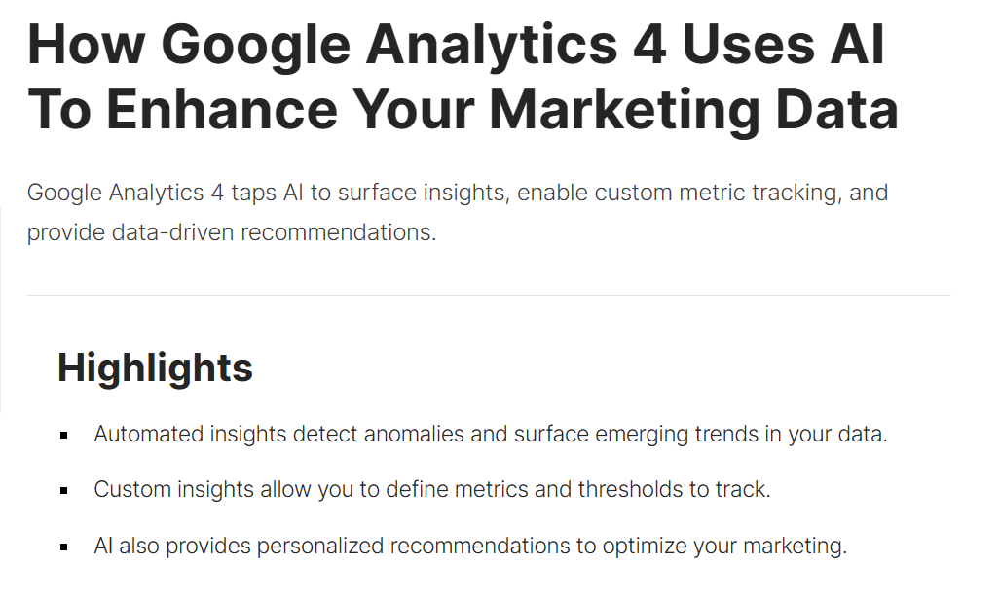 How Google Analytics 4 Uses AI
To Enhance Your Marketing Data
Google Analytics 4 taps AI to surface insights, enable custom metric tracking, and
provide data-driven recommendations.
Highlights
▪ Automated insights detect anomalies and surface emerging trends in your data.
▪ Custom insights allow you to define metrics and thresholds to track.
▪ AI also provides personalized recommendations to optimize your marketing.